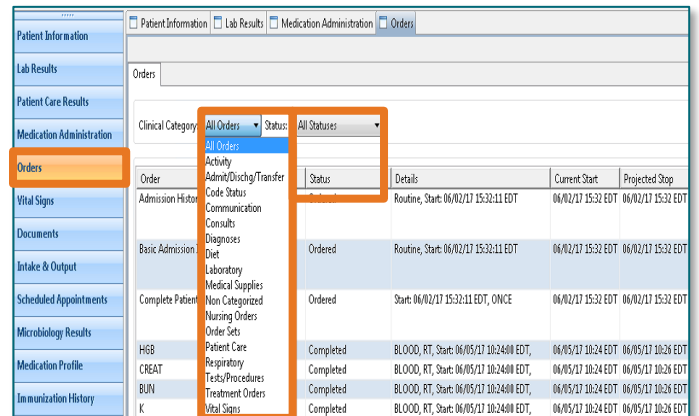 Patient Information
Lab Results
Patient Care Results
Medication Administration
Orders
Vital Signs
Documents
Intake & Output
Scheduled Appointments
Microbiology Results
Medication Profile
Immunization History
Patient Information Lab Results Medication Administration Orders
Orders
Clinical Category: All Orders Status: All Statuses
All Orders
Activity
Admit/Dischg/Transfer
Code Status
Communication
Consults
Diagnoses
Diet
Laboratory
Medical Supplies
Non Categorized
Nursing Orders
Order Sets
Patient Care
Respiratory
Tests/Procedures
Treatment Orders
Vital Signs
Order Status Details Current Start Projected Stop
Admission Histor Routine, Start: 06/02/17 15:32:11 EDT 06/02/17 15:32 EDT 06/02/17 15:32 EDT
Basic Admission Ordered Routine, Start: 06/02/17 15:32:11 EDT 06/02/17 15:32 EDT 06/02/17 15:32 EDT
Complete Patient Ordered Start: 06/02/17 15:32:11 EDT, ONCE 06/02/17 15:32 EDT 06/02/17 15:32 EDT
HGB Completed BLOOD, RT, Start: 06/05/17 10:24:00 EDT, 06/05/17 10:24 EDT 06/05/17 10:26 EDT
CREAT Completed BLOOD, RT, Start: 06/05/17 10:24:00 EDT, 06/05/17 10:24 EDT 06/05/17 10:26 EDT
BUN Completed BLOOD, RT, Start: 06/05/17 10:24:00 EDT, 06/05/17 10:24 EDT 06/05/17 10:26 EDT
K Completed BLOOD, RT, Start: 06/05/17 10:24:00 EDT, 06/05/17 10:24 EDT 06/05/17 10:26 EDT